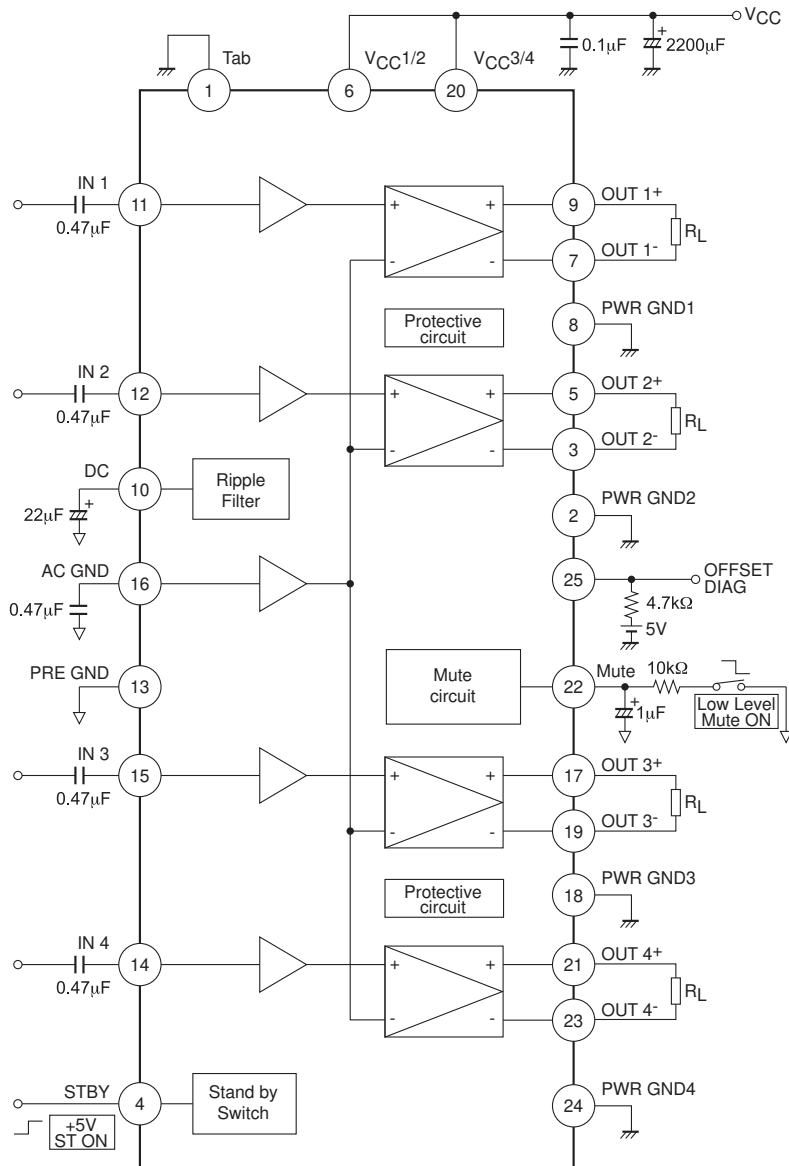 VCC
Tab
VCC1/2
VCC3/4
0.1µF
+
2200µF
1
6
20
IN 1
11
0.47µF
+
-
+
-
9
OUT 1+
7
OUT 1-
RL
Protective
circuit
8
PWR GND1
IN 2
12
0.47µF
+
-
+
-
5
OUT 2+
3
OUT 2-
RL
DC
10
+
22µF
Ripple
Filter
2
PWR GND2
AC GND
16
0.47µF
25
OFFSET
DIAG
4.7kΩ
5V
PRE GND
13
Mute
circuit
22
Mute
10kΩ
+
1µF
Low Level
Mute ON
IN 3
15
0.47µF
+
-
+
-
17
OUT 3+
19
OUT 3-
RL
Protective
circuit
18
PWR GND3
IN 4
14
0.47µF
+
-
+
-
21
OUT 4+
23
OUT 4-
RL
STBY
4
+5V
ST ON
Stand by
Switch
24
PWR GND4